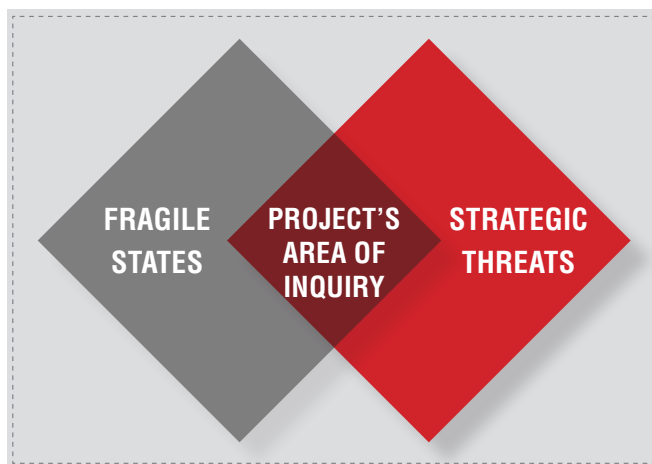 FRAGILE
STATES
PROJECT'S
AREA OF
INQUIRY
STRATEGIC
THREATS